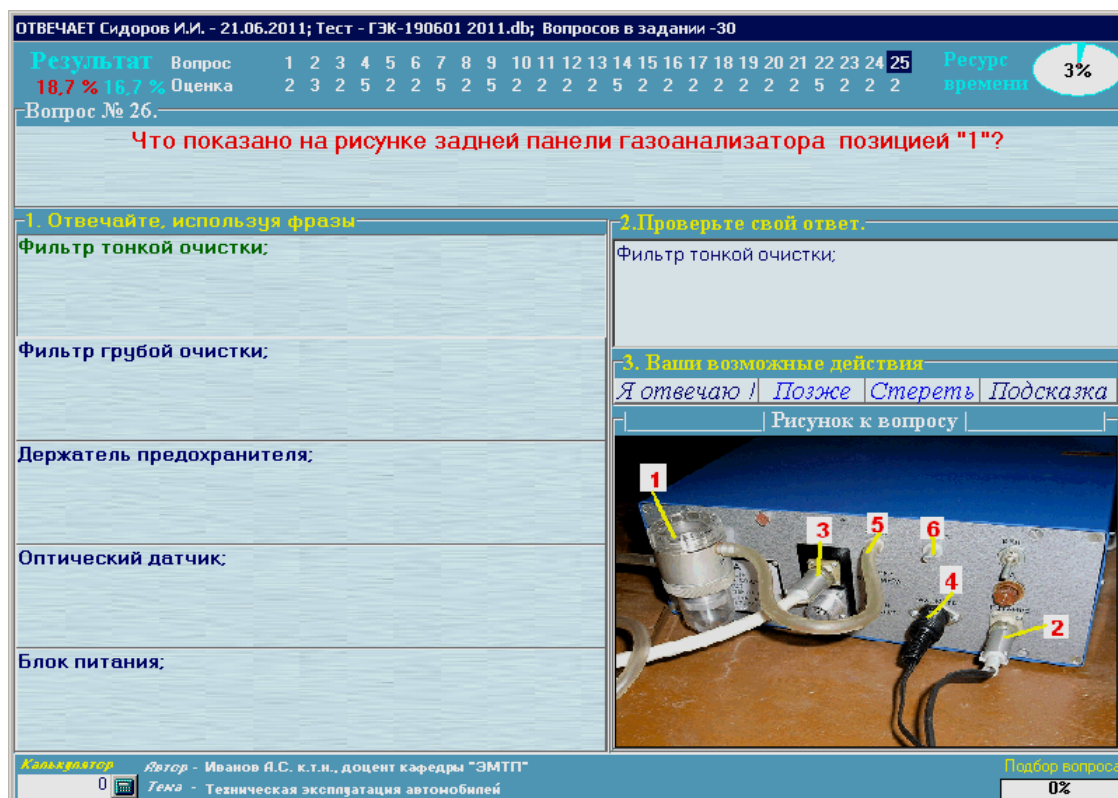 ОТВЕЧАЕТ Сидоров И.И. - 21.06.2011; Тест - ГЭК-190601 2011.db; Вопросов в задании -30
Результат Вопрос 1 2 3 4 5 6 7 8 9 10 11 12 13 14 15 16 17 18 19 20 21 22 23 24 25 Ресурс
18,7 % 16,7 % Оценка 2 3 2 5 2 2 5 2 5 2 2 2 2 5 2 2 2 2 2 2 2 5 2 2 2 времени 3%
Вопрос № 26.
Что показано на рисунке задней панели газоанализатора позицией "1"?
1. Отвечайте, используя фразы
Фильтр тонкой очистки;
Фильтр грубой очистки;
Держатель предохранителя;
Оптический датчик;
Блок питания;
2.Проверьте свой ответ.
Фильтр тонкой очистки;
3. Ваши возможные действия
Я отвечаю ! Позже Стереть Подсказка
Рисунок к вопросу
1
3
5
6
4
2
Калькулятор
0
Автор - Иванов А.С. к.т.н., доцент кафедры "ЭМТП"
Тема - Техническая эксплуатация автомобилей
Подбор вопроса
0%